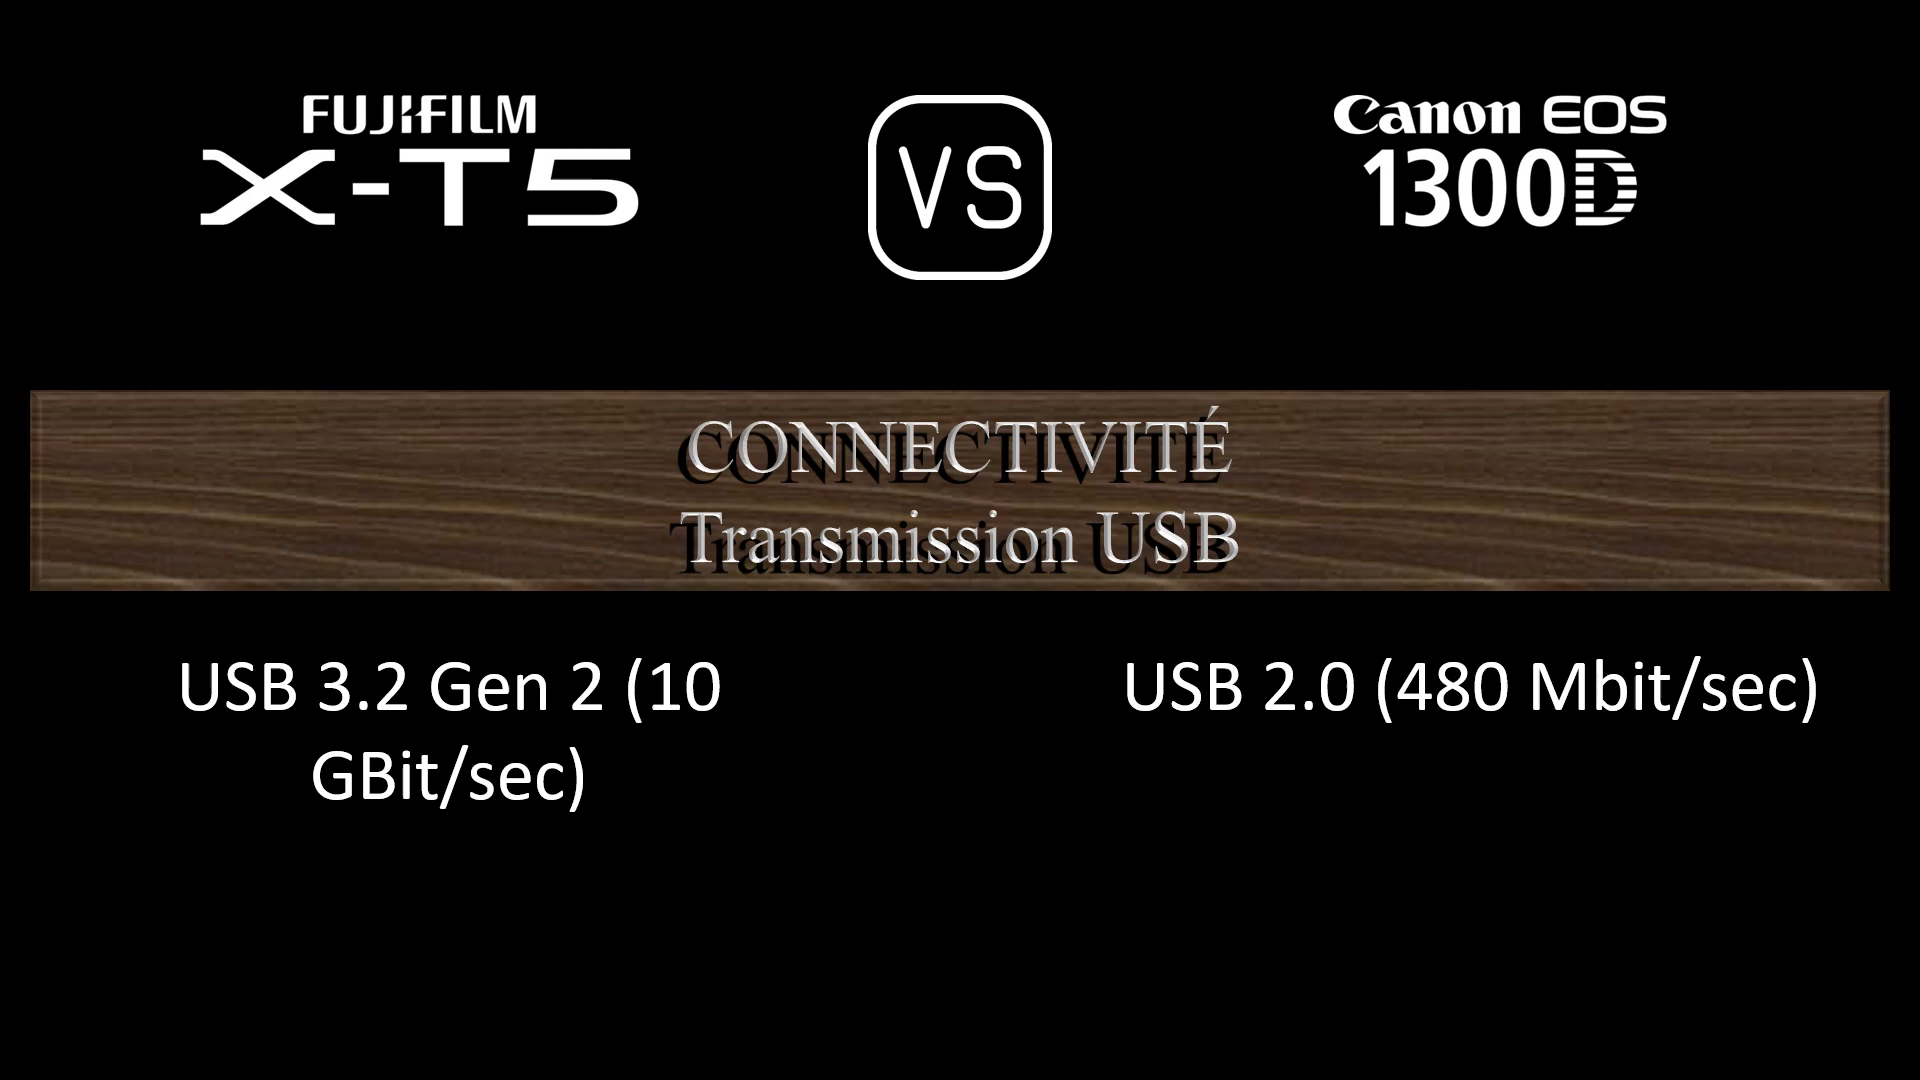 FUJIFILM
X-T5
VS
Canon EOS
1300D
CONNECTIVITÉ
Transmission USB
USB 3.2 Gen 2 (10
GBit/sec)
USB 2.0 (480 Mbit/sec)